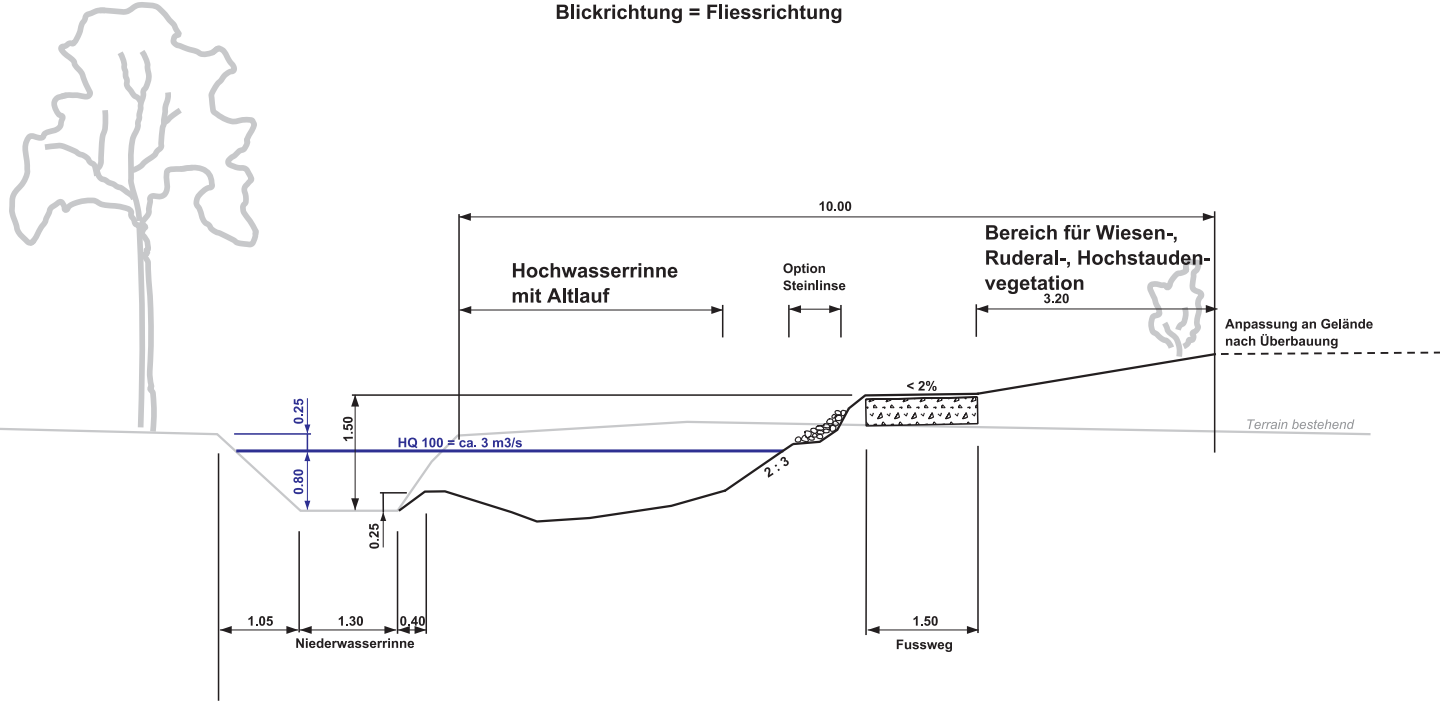 Blickrichtung = Fliessrichtung
10.00
Bereich für Wiesen-,
Ruderal-, Hochstauden-
vegetation
3.20
Hochwasserrinne
mit Altlauf
Option
Steinlinse
Anpassung an Gelände
nach Überbauung
< 2%
0.25
1.50
HQ 100 = ca. 3 m3/s
Terrain bestehend
0.80
2 : 3
0.25
1.05
1.30
0.40
Niederwasserrinne
1.50
Fussweg